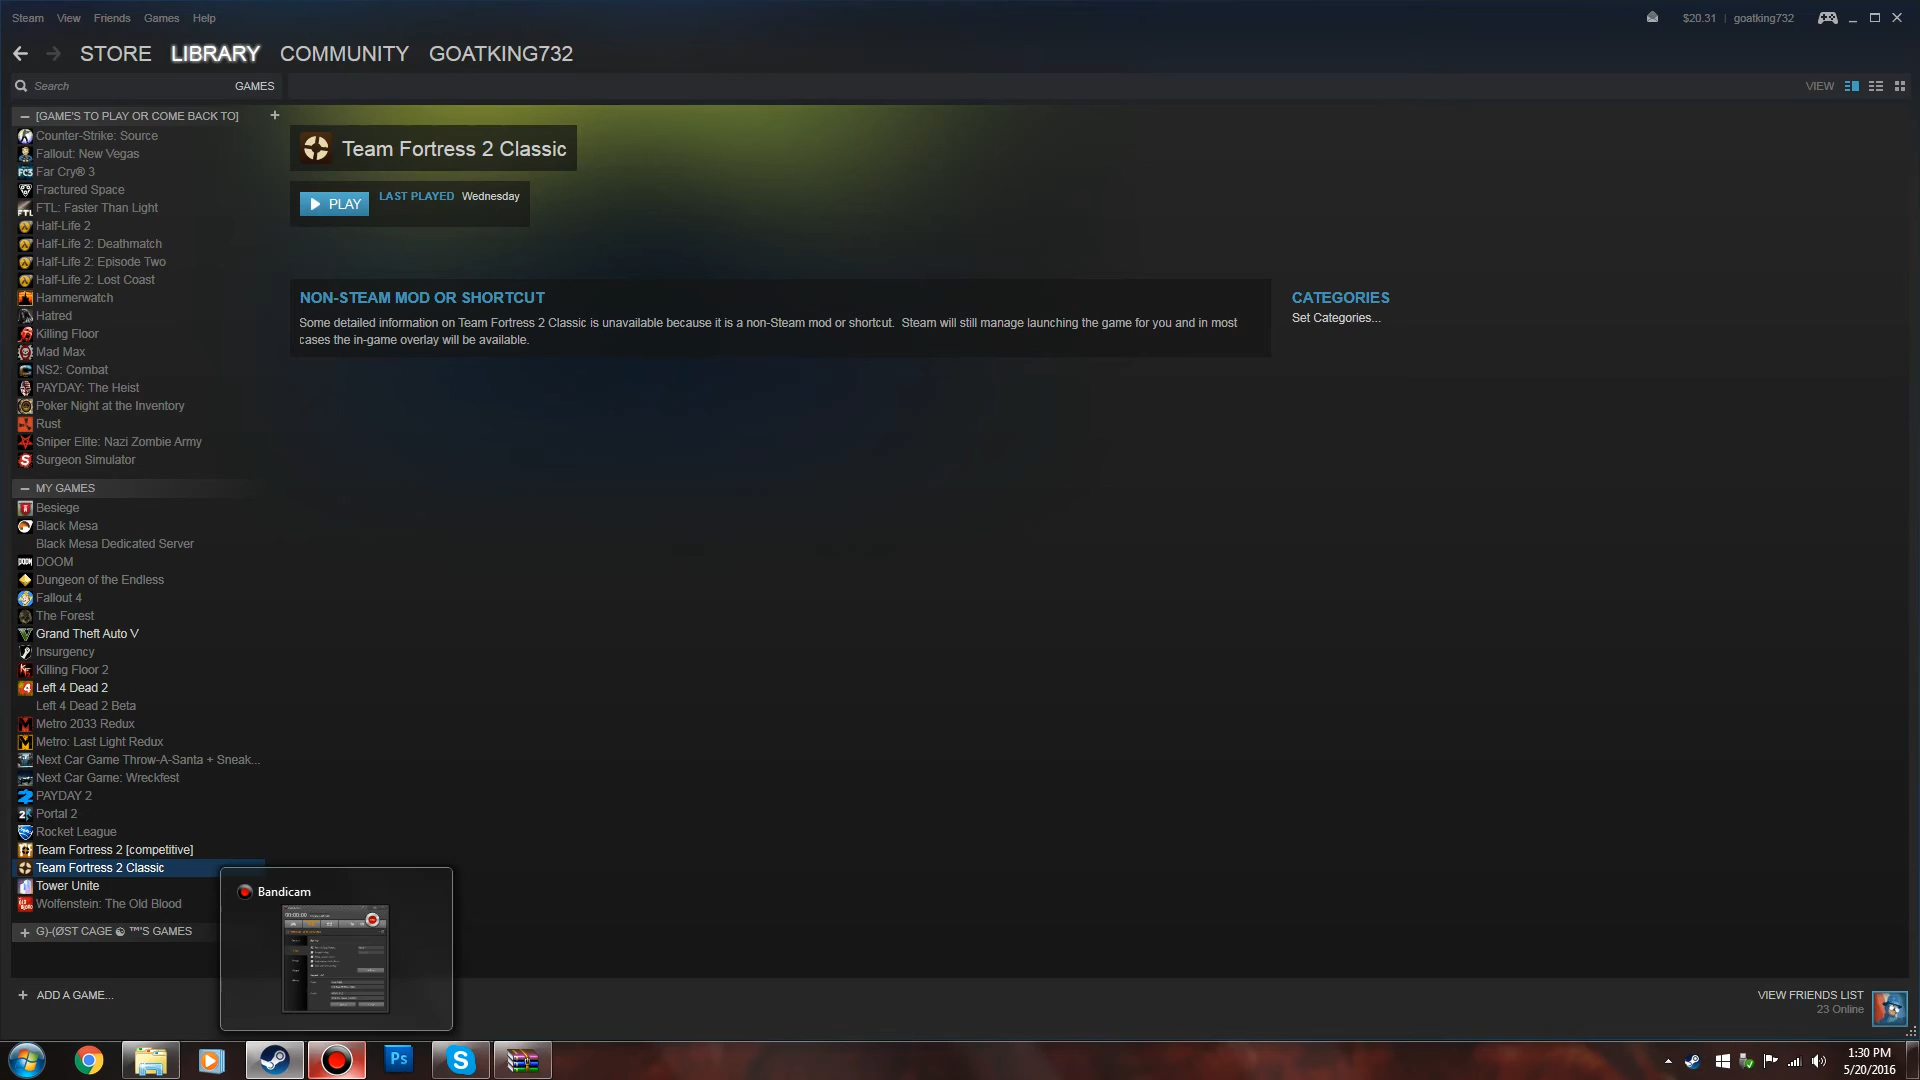 Steam View Friends Games Help
$20.31 | goatking732
STORE LIBRARY COMMUNITY GOATKING732
Search GAMES
VIEW
[GAME'S TO PLAY OR COME BACK TO]
Counter-Strike: Source
Fallout: New Vegas
Far Cry® 3
Fractured Space
FTL: Faster Than Light
Half-Life 2
Half-Life 2: Deathmatch
Half-Life 2: Episode Two
Half-Life 2: Lost Coast
Hammerwatch
Hatred
Killing Floor
Mad Max
NS2: Combat
PAYDAY: The Heist
Poker Night at the Inventory
Rust
Sniper Elite: Nazi Zombie Army
Surgeon Simulator
MY GAMES
Besiege
Black Mesa
Black Mesa Dedicated Server
DOOM
Dungeon of the Endless
Fallout 4
The Forest
Grand Theft Auto V
Insurgency
Killing Floor 2
Left 4 Dead 2
Left 4 Dead 2 Beta
Metro 2033 Redux
Metro: Last Light Redux
Next Car Game Throw-A-Santa + Sneak...
Next Car Game: Wreckfest
PAYDAY 2
Portal 2
Rocket League
Team Fortress 2 [competitive]
Team Fortress 2 Classic
Tower Unite
Wolfenstein: The Old Blood
G)-(ØST CAGE ☯ ™'S GAMES
+ ADD A GAME...
Team Fortress 2 Classic
PLAY
LAST PLAYED Wednesday
NON-STEAM MOD OR SHORTCUT
Some detailed information on Team Fortress 2 Classic is unavailable because it is a non-Steam mod or shortcut. Steam will still manage launching the game for you and in most
cases the in-game overlay will be available.
CATEGORIES
Set Categories...
Bandicam
VIEW FRIENDS LIST
23 Online
Ps
1:30 PM
5/20/2016